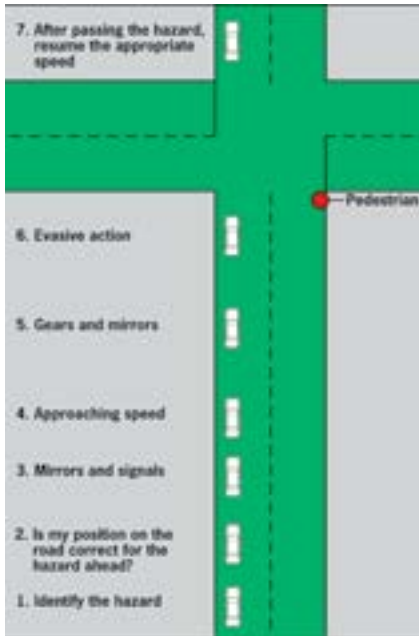 7. After passing the hazard,
resume the appropriate
speed
Pedestrian
6. Evasive action
5. Gears and mirrors
4. Approaching speed
3. Mirrors and signals
2. Is my position on the
road correct for the
hazard ahead?
1. Identify the hazard